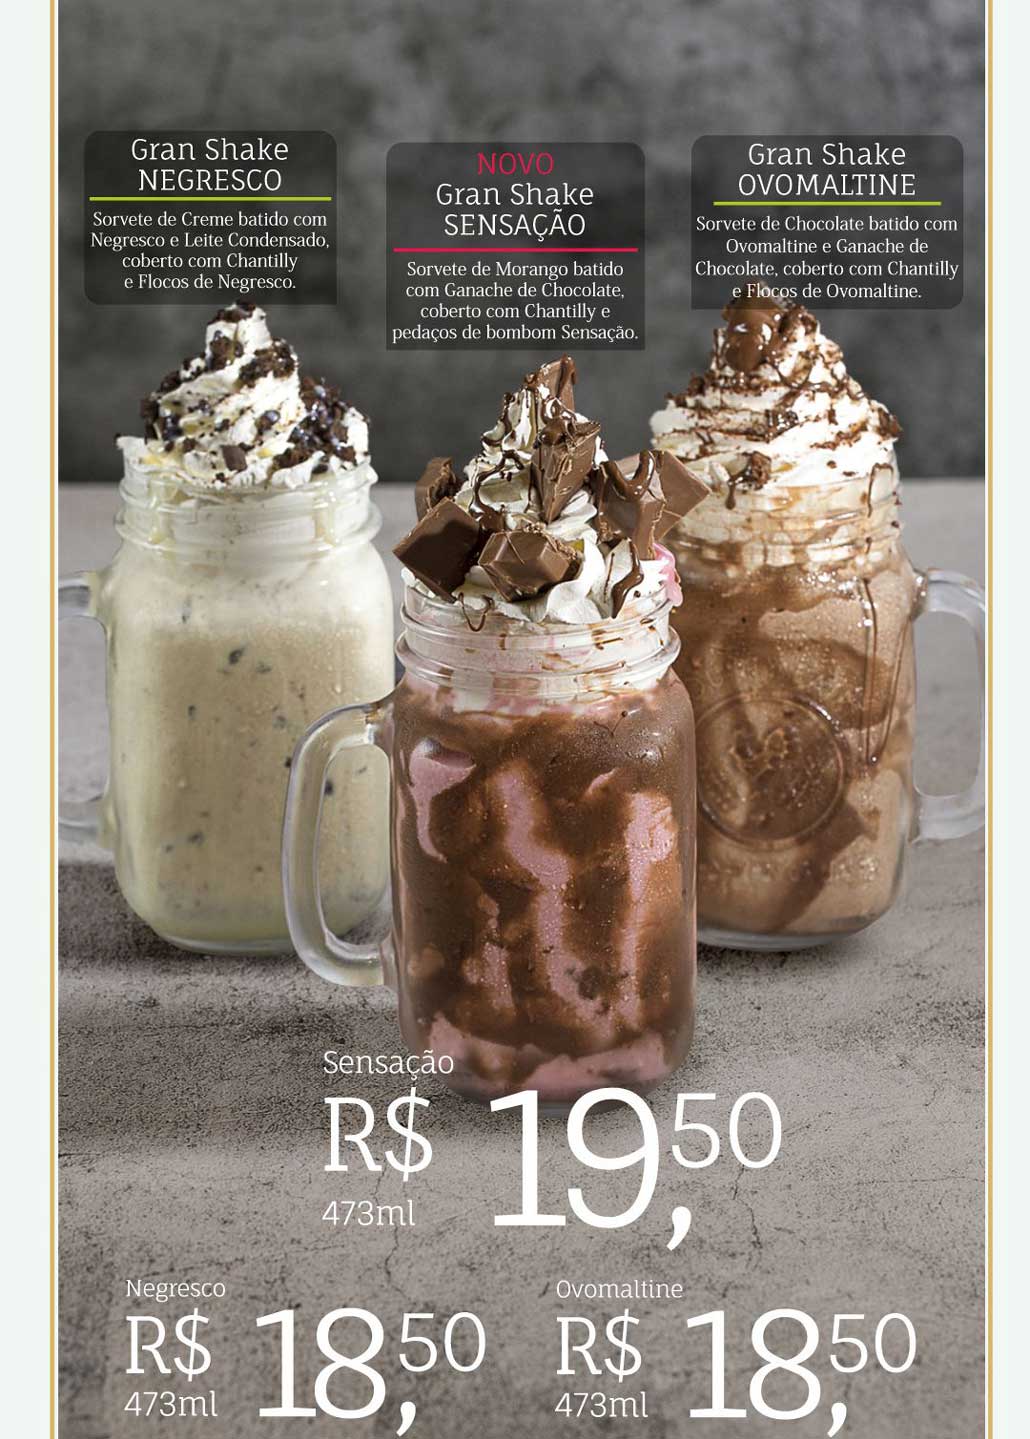 Gran Shake
NEGRESCO
Sorvete de Creme batido com
Negresco e Leite Condensado,
coberto com Chantilly
e Flocos de Negresco.
NOVO
Gran Shake
SENSAÇÃO
Sorvete de Morango batido
com Ganache de Chocolate,
coberto com Chantilly e
pedaços de bombom Sensação.
Gran Shake
OVOMALTINE
Sorvete de Chocolate batido com
Ovomaltine e Ganache de
Chocolate, coberto com Chantilly
e Flocos de Ovomaltine.
Sensação
R$ 19,50
473ml
Negresco
R$ 18,50
473ml
Ovomaltine
R$ 18,50
473ml